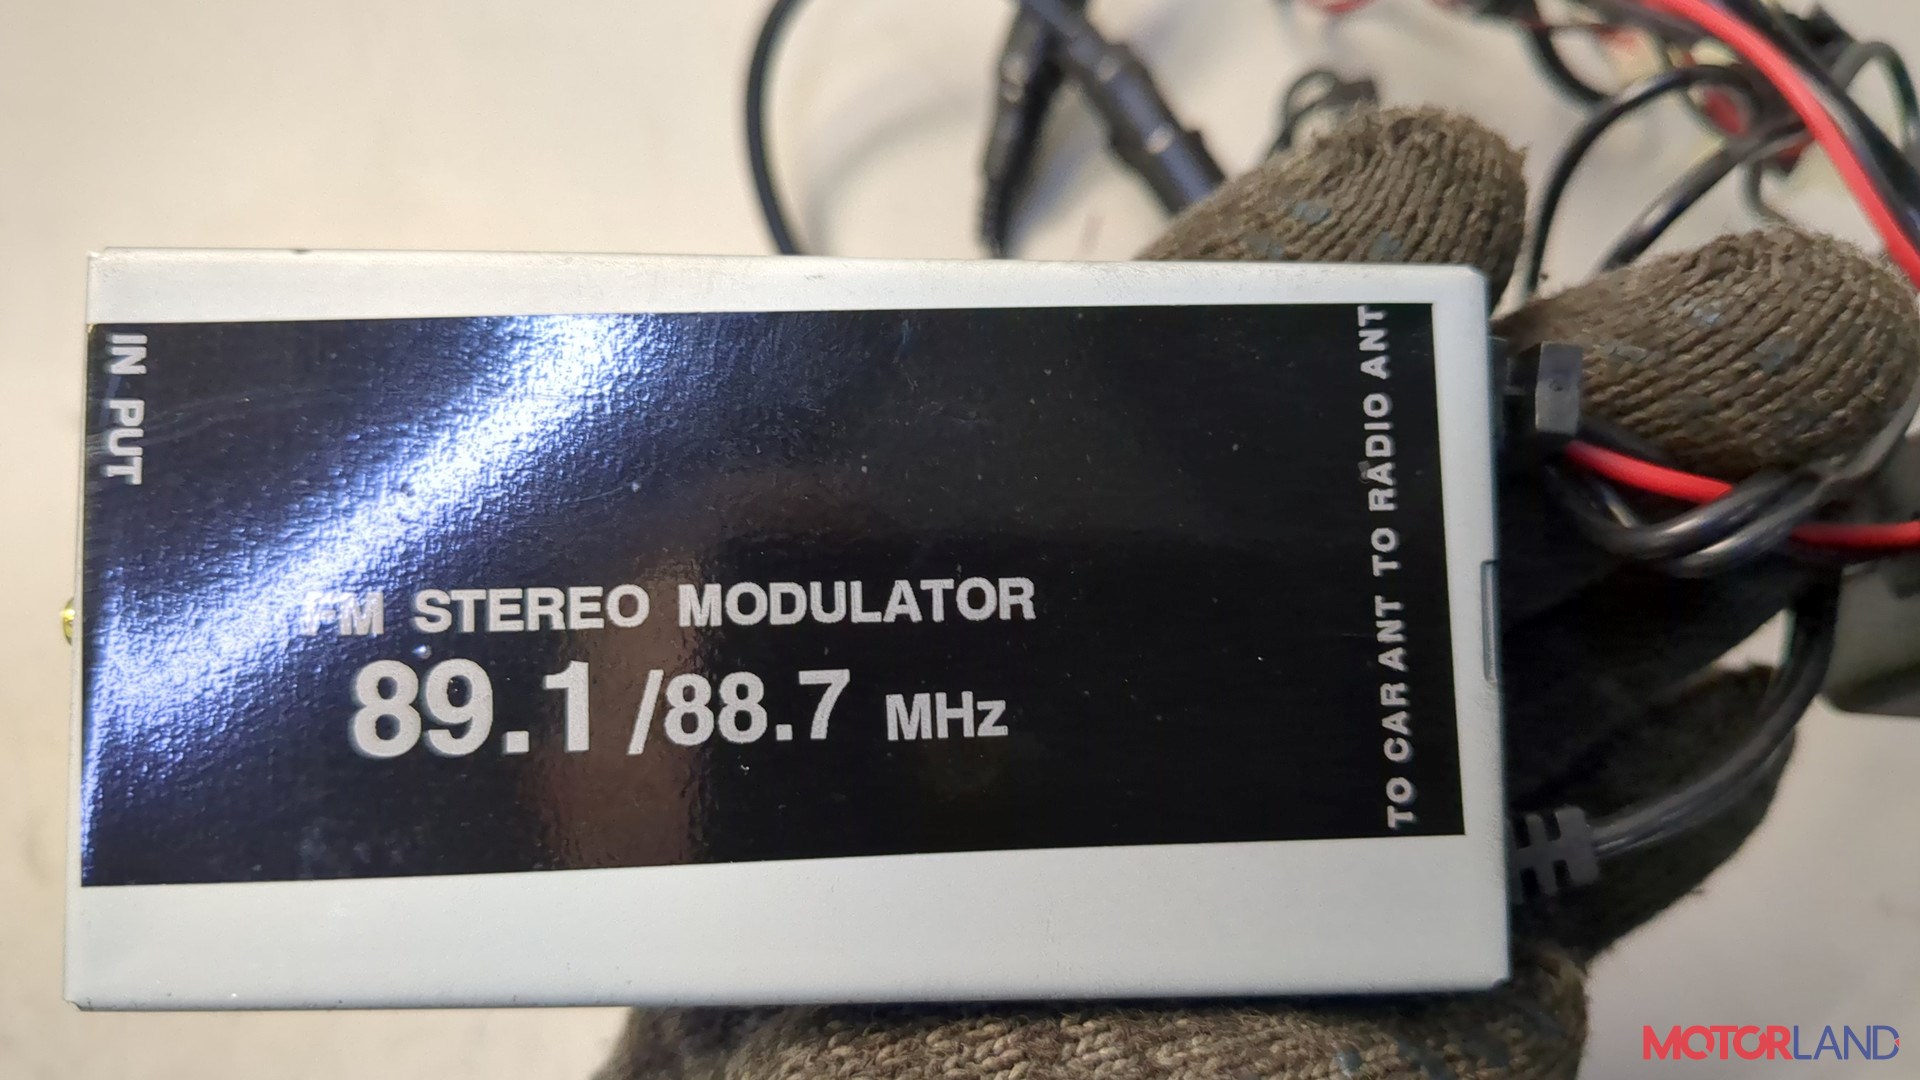 IN PUT
FM STEREO MODULATOR
89.1/88.7 MHz
TO CAR ANT TO RADIO ANT
MOTORLAND